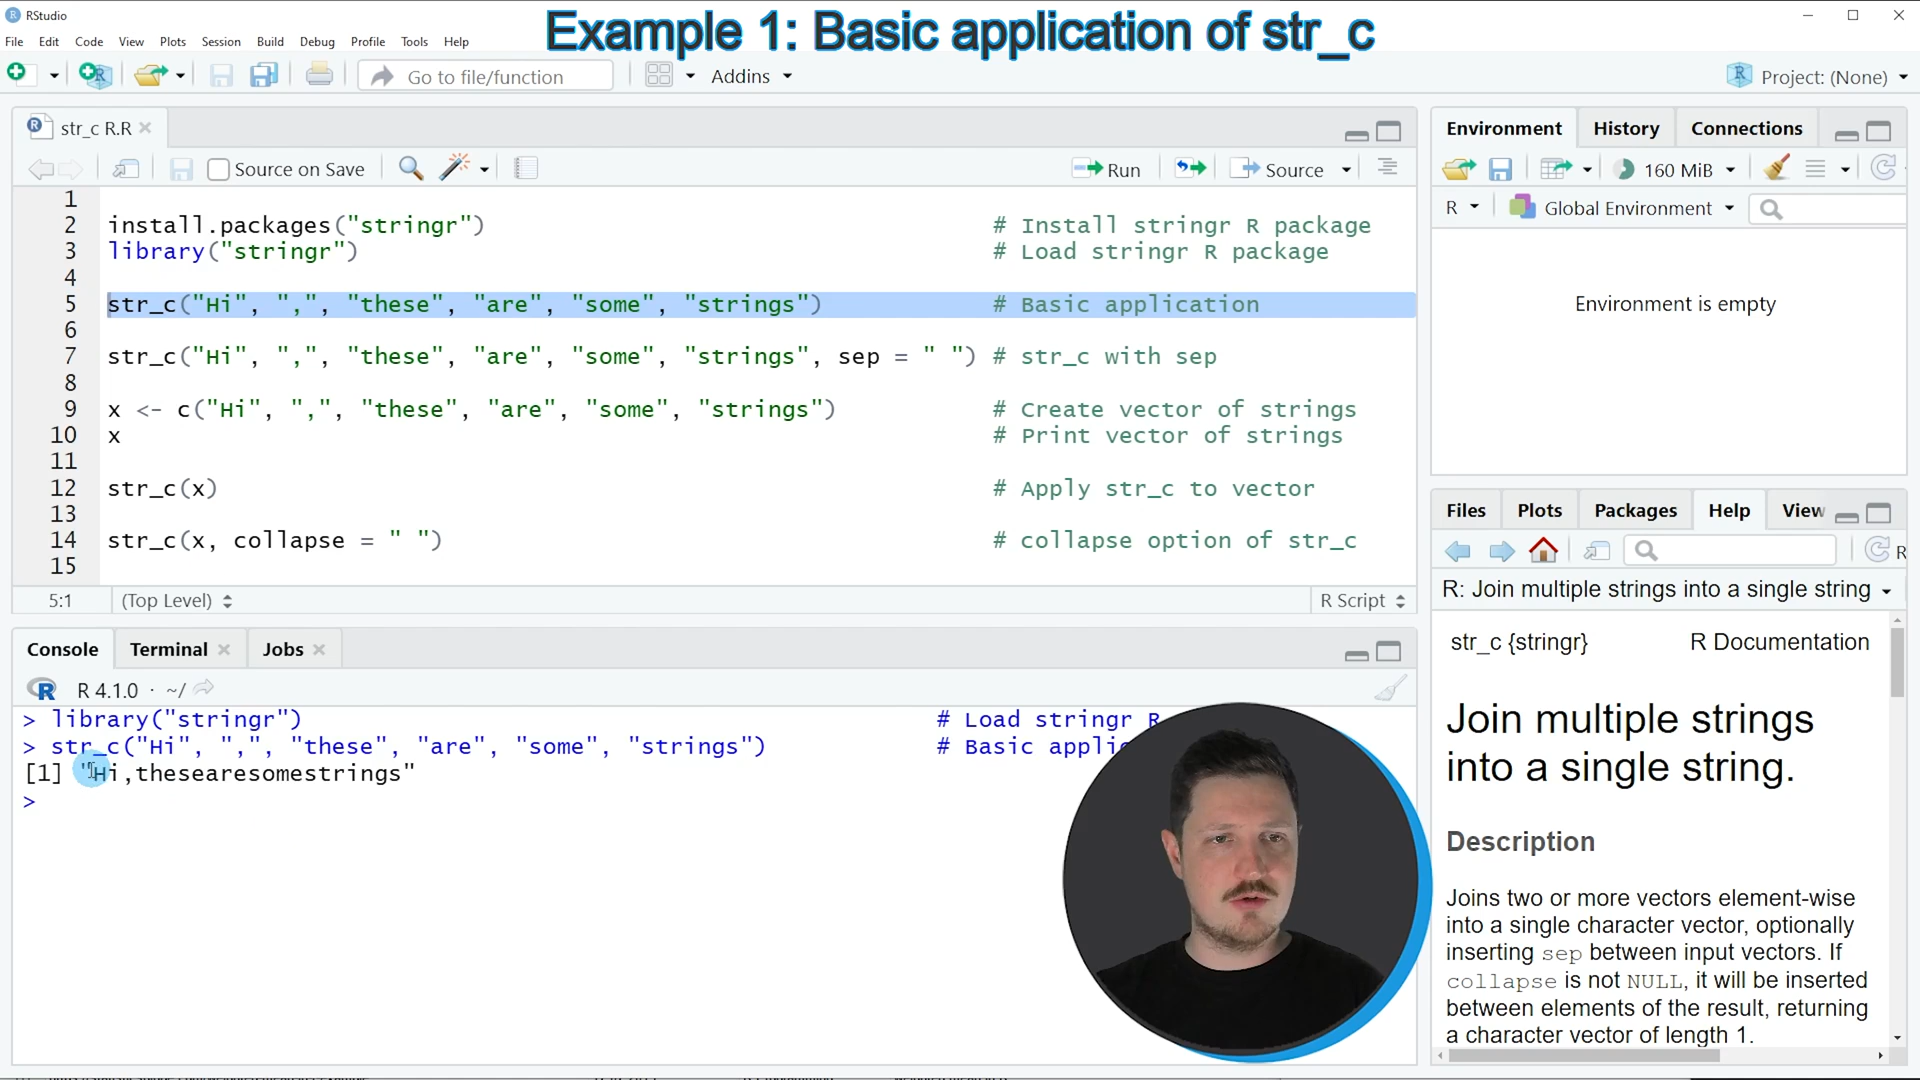 RStudio
Example 1: Basic application of str_c
File Edit Code View Plots Session Build Debug Profile Tools Help
Go to file/function
Addins
Project: (None)
str_c R.R
Source on Save
Run
Source
1
2 install.packages("stringr") # Install stringr R package
3 library("stringr") # Load stringr R package
4
5 str_c("Hi", ",", "these", "are", "some", "strings") # Basic application
6
7 str_c("Hi", ",", "these", "are", "some", "strings", sep = " ") # str_c with sep
8
9 x <- c("Hi", ",", "these", "are", "some", "strings") # Create vector of strings
10 x # Print vector of strings
11
12 str_c(x) # Apply str_c to vector
13
14 str_c(x, collapse = " ") # collapse option of str_c
15
5:1 (Top Level) R Script
Console Terminal Jobs
R 4.1.0 · ~/
> library("stringr") # Load stringr R
> str_c("Hi", ",", "these", "are", "some", "strings") # Basic appli
[1] "Hi,thesearesomestrings"
>
Environment History Connections
160 MiB
R Global Environment
Environment is empty
Files Plots Packages Help View
R
R: Join multiple strings into a single string
str_c {stringr} R Documentation
Join multiple strings
into a single string.
Description
Joins two or more vectors element-wise
into a single character vector, optionally
inserting sep between input vectors. If
collapse is not NULL, it will be inserted
between elements of the result, returning
a character vector of length 1.